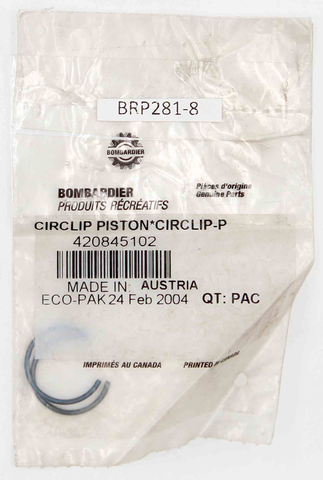 BRP281-8
BOMBARDIER
BOMBARDIER
PRODUITS RÉCRÉATIFS
Pièces d'origine
Genuine Parts
CIRCLIP PISTON*CIRCLIP-P
420845102
MADE IN: AUSTRIA
ECO-PAK 24 Feb 2004 QT: PAC
IMPRIMÉS AU CANADA
PRINTED IN CANADA